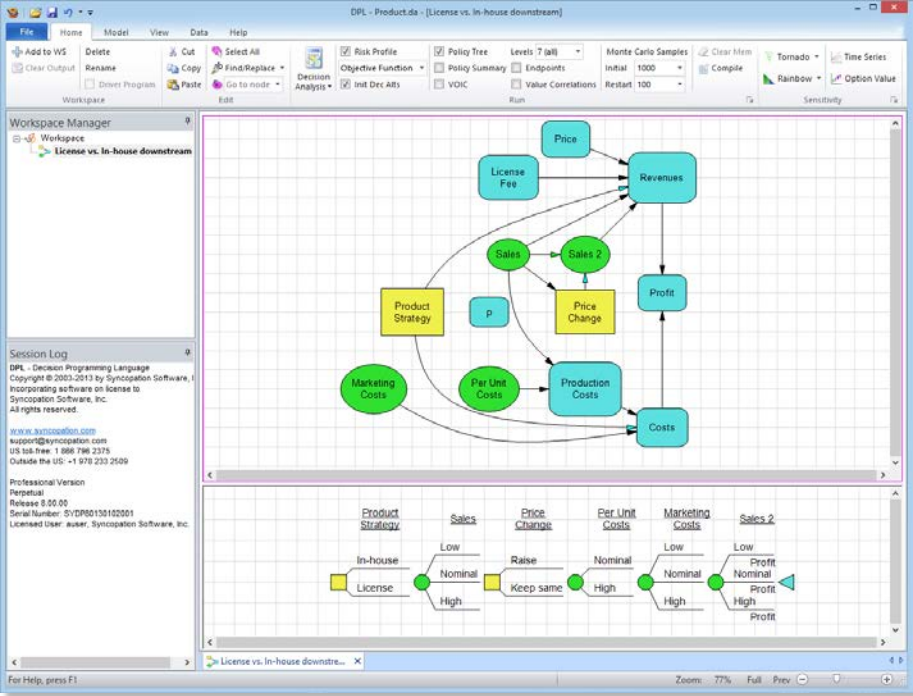 DPL - Product.da - [License vs. In-house downstream]
File Home Model View Data Help
Add to WS Delete
Clear Output Rename
Driver Program
Workspace
Cut Select All
Copy Find/Replace
Paste Go to node
Edit
Decision
Analysis
Risk Profile Policy Tree Levels 7 (all)
Objective Function Policy Summary Endpoints
Init Dec Alts VOIC Value Correlations
Monte Carlo Samples Clear Mem
Initial 1000 Compile
Restart 100
Run
Tornado Time Series
Rainbow Option Value
Sensitivity
Workspace Manager
Workspace
License vs. In-house downstream
Session Log
DPL - Decision Programming Language
Copyright © 2003-2013 by Syncopation Software, I
Incorporating software on license to
Syncopation Software, Inc.
All rights reserved.
www.syncopation.com
support@syncopation.com
US toll-free: 1 866 796 2375
Outside the US: +1 978 233 2509
Professional Version
Perpetual
Release 8.00.00
Serial Number: SYDP80130102001
Licensed User: auser, Syncopation Software, Inc.
Price
License
Fee
Revenues
Sales
Sales 2
Product
Strategy
P
Price
Change
Profit
Marketing
Costs
Per Unit
Costs
Production
Costs
Costs
Product
Strategy
Sales
Price
Change
Per Unit
Costs
Marketing
Costs
Sales 2
In-house
License
Low
Nominal
High
Raise
Keep same
Nominal
High
Low
Nominal
High
Low
Profit
Nominal
Profit
High
Profit
License vs. In-house downstre...
For Help, press F1
Zoom: 77% Full Prev